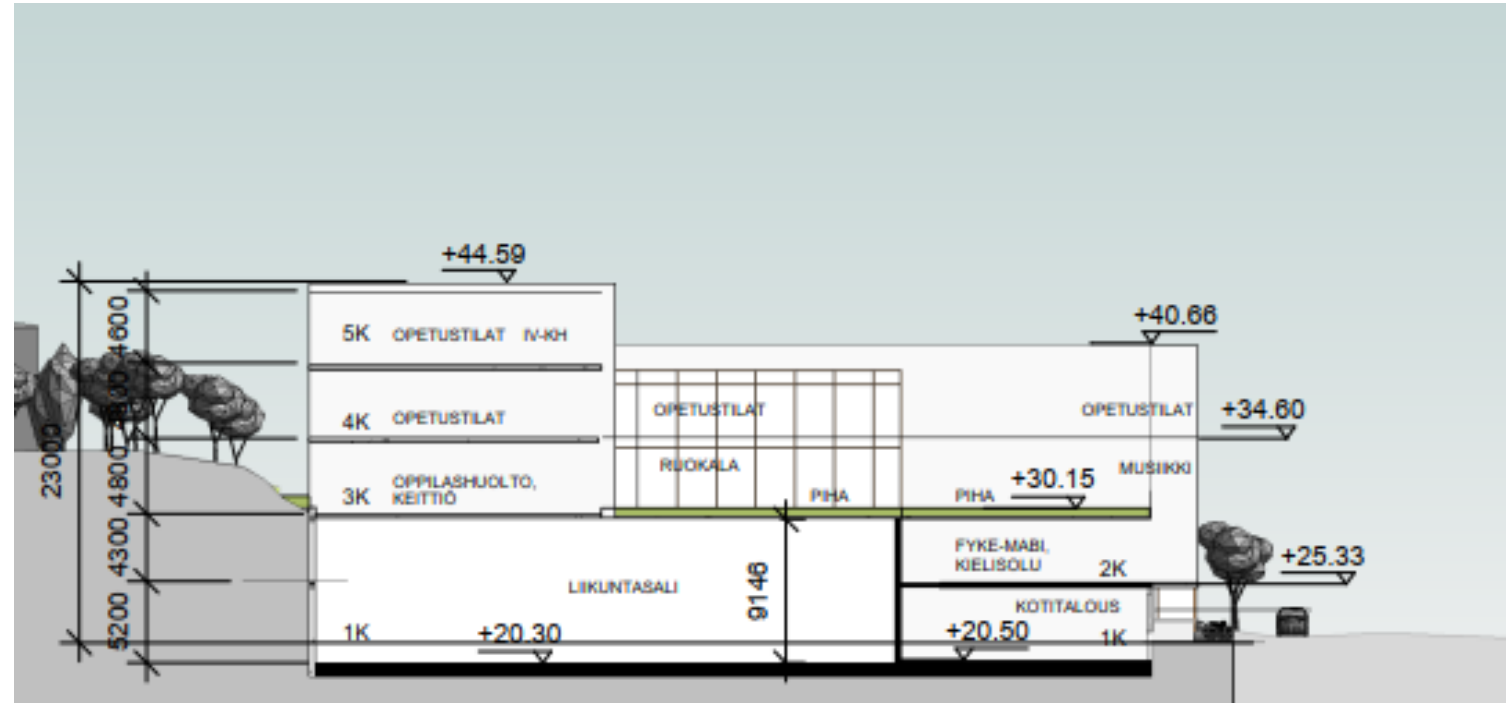 +44.59
+40.66
4600
5K OPETUSTILAT IV-KH
4K OPETUSTILAT
OPETUSTILAT
OPETUSTILAT
+34.60
23000
4800
3K OPPILASHUOLTO,
KEITTIÖ
RUOKALA
PIHA
PIHA
+30.15
MUSIIKKI
4300
LIIKUNTASALI
9146
FYKE-MABI,
KIELISOLU 2K
+25.33
5200
1K
+20.30
KOTITALOUS
+20.50
1K